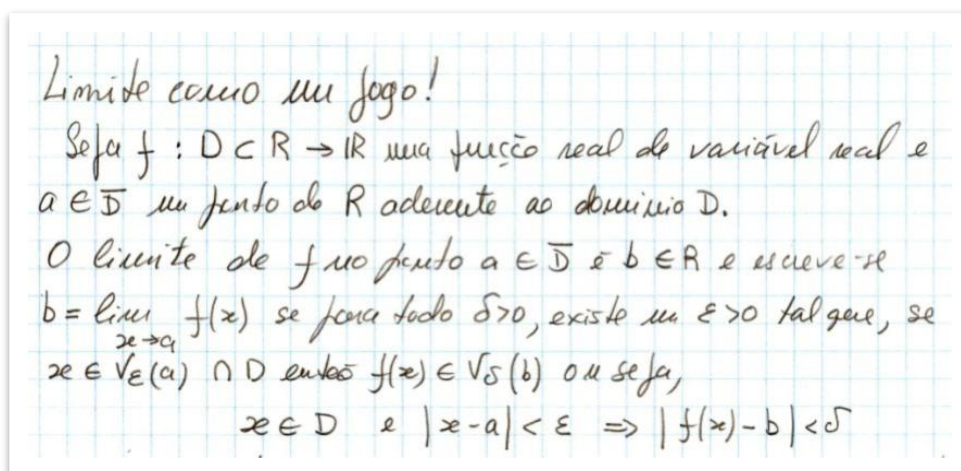 Limite como um jogo!
Seja f : D ⊂ R → ℝ uma função real de variável real e
a ∈ D̅ um ponto de R aderente ao domínio D.
O limite de f no ponto a ∈ D̅ é b ∈ R e escreve-se
b = lim f(x) se para todo δ>0, existe um ε>0 tal que, se
x→a
x ∈ Vε(a) ∩ D então f(x) ∈ Vδ(b) ou seja,
x ∈ D e |x-a| < ε ⇒ |f(x)-b| < δ